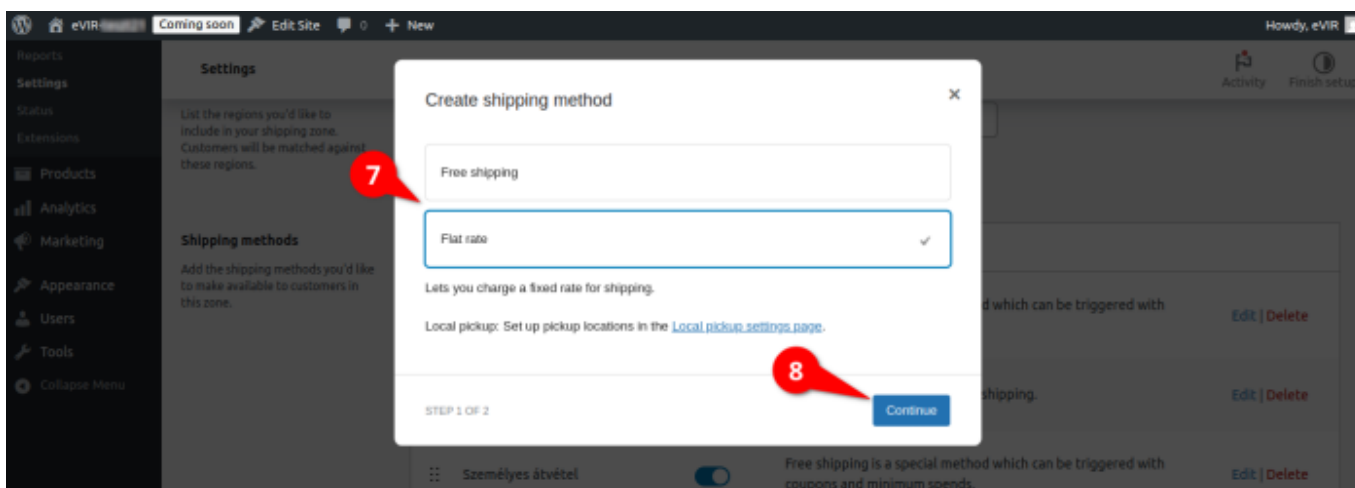 eVIR
Coming soon
Edit Site
0
+ New
Howdy, eVIR
Reports
Settings
Status
Extensions
Products
Analytics
Marketing
Appearance
Users
Tools
Collapse Menu
Settings
Activity
Finish setup
List the regions you'd like to
include in your shipping zone.
Customers will be matched against
these regions.
Shipping methods
Add the shipping methods you'd like
to make available to customers in
this zone.
Create shipping method
×
7
Free shipping
Flat rate
Lets you charge a fixed rate for shipping.
Local pickup: Set up pickup locations in the Local pickup settings page.
8
STEP 1 OF 2
Continue
d which can be triggered with
Edit | Delete
shipping.
Edit | Delete
Személyes átvétel
Free shipping is a special method which can be triggered with
coupons and minimum spends.
Edit | Delete